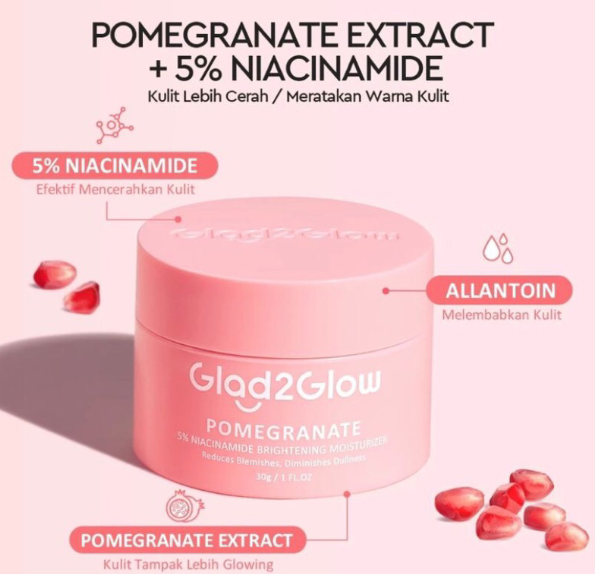 POMEGRANATE EXTRACT
+ 5% NIACINAMIDE
Kulit Lebih Cerah / Meratakan Warna Kulit
5% NIACINAMIDE
Efektif Mencerahkan Kulit
Glad2Glow
ALLANTOIN
Melembabkan Kulit
Glad2Glow
POMEGRANATE
5% NIACINAMIDE BRIGHTENING MOISTURIZER
Reduces Blemishes, Diminishes Dullness
30g / 1 FL.OZ
POMEGRANATE EXTRACT
Kulit Tampak Lebih Glowing